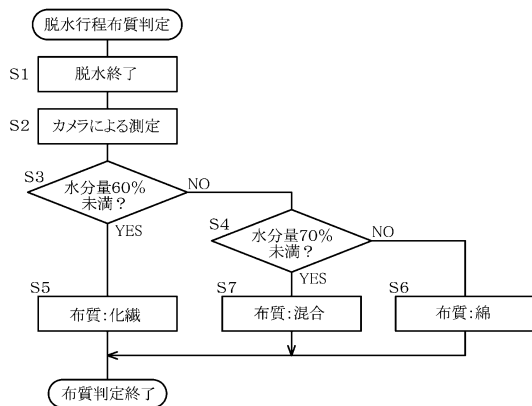 脱水行程布質判定
S1
脱水終了
S2
カメラによる測定
S3
水分量60%
未満？
NO
YES
S4
水分量70%
未満？
NO
YES
S5
布質:化繊
S7
布質:混合
S6
布質:綿
布質判定終了